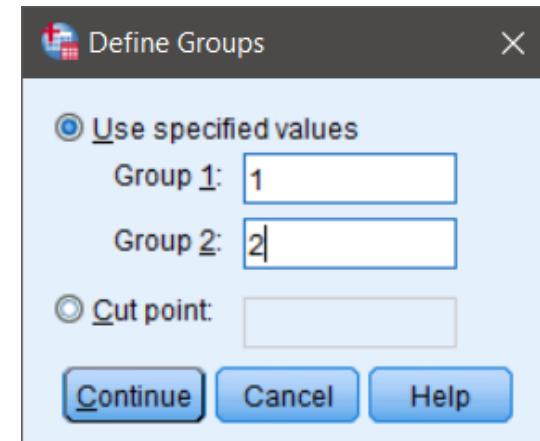 Define Groups
Use specified values
Group 1: 1
Group 2: 2
Cut point:
Continue Cancel Help